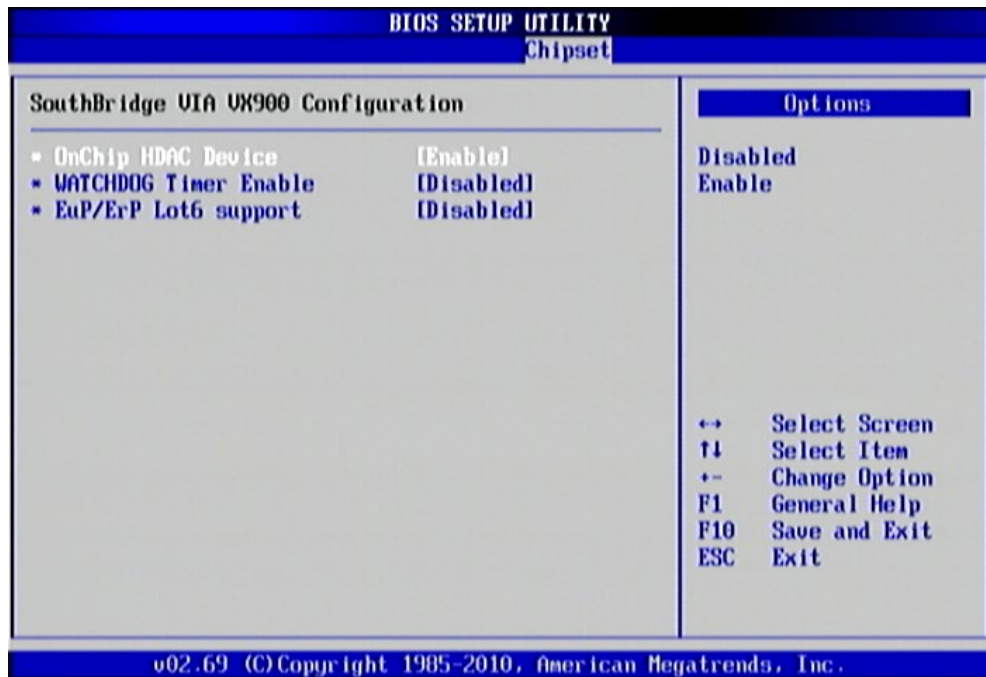 BIOS SETUP UTILITY
Chipset
SouthBridge VIA VX900 Configuration
* OnChip HDAC Device [Enable]
* WATCHDOG Timer Enable [Disabled]
* EuP/ErP Lot6 support [Disabled]
Options
Disabled
Enable
←→ Select Screen
↑↓ Select Item
+- Change Option
F1 General Help
F10 Save and Exit
ESC Exit
v02.69 (C)Copyright 1985-2010, American Megatrends, Inc.